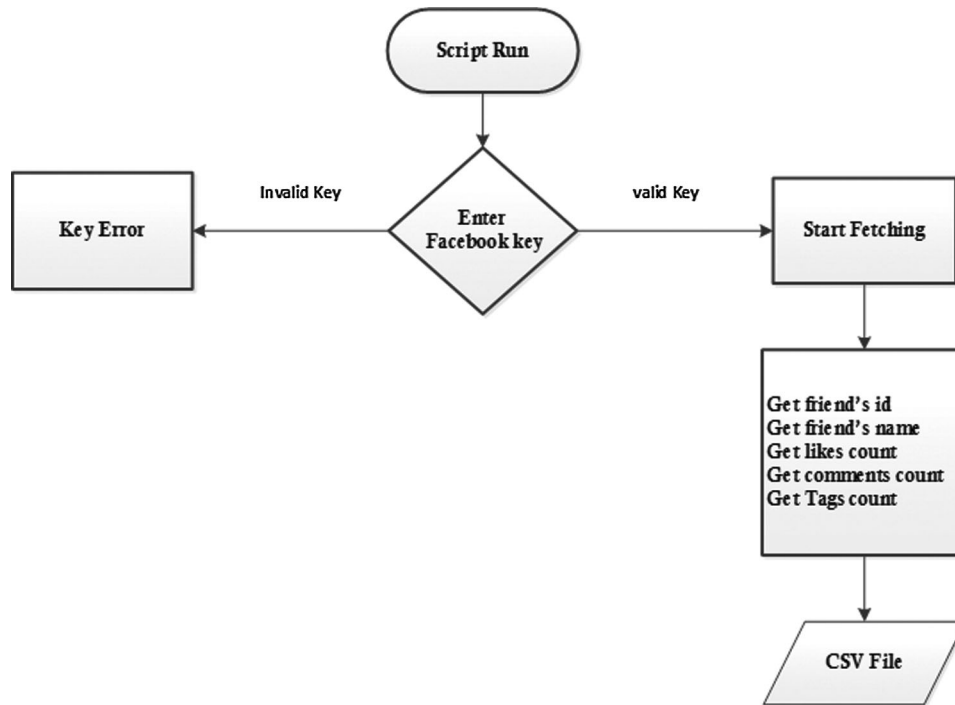 Script Run
Invalid Key
valid Key
Key Error
Enter
Facebook key
Start Fetching
Get friend's id
Get friend's name
Get likes count
Get comments count
Get Tags count
CSV File